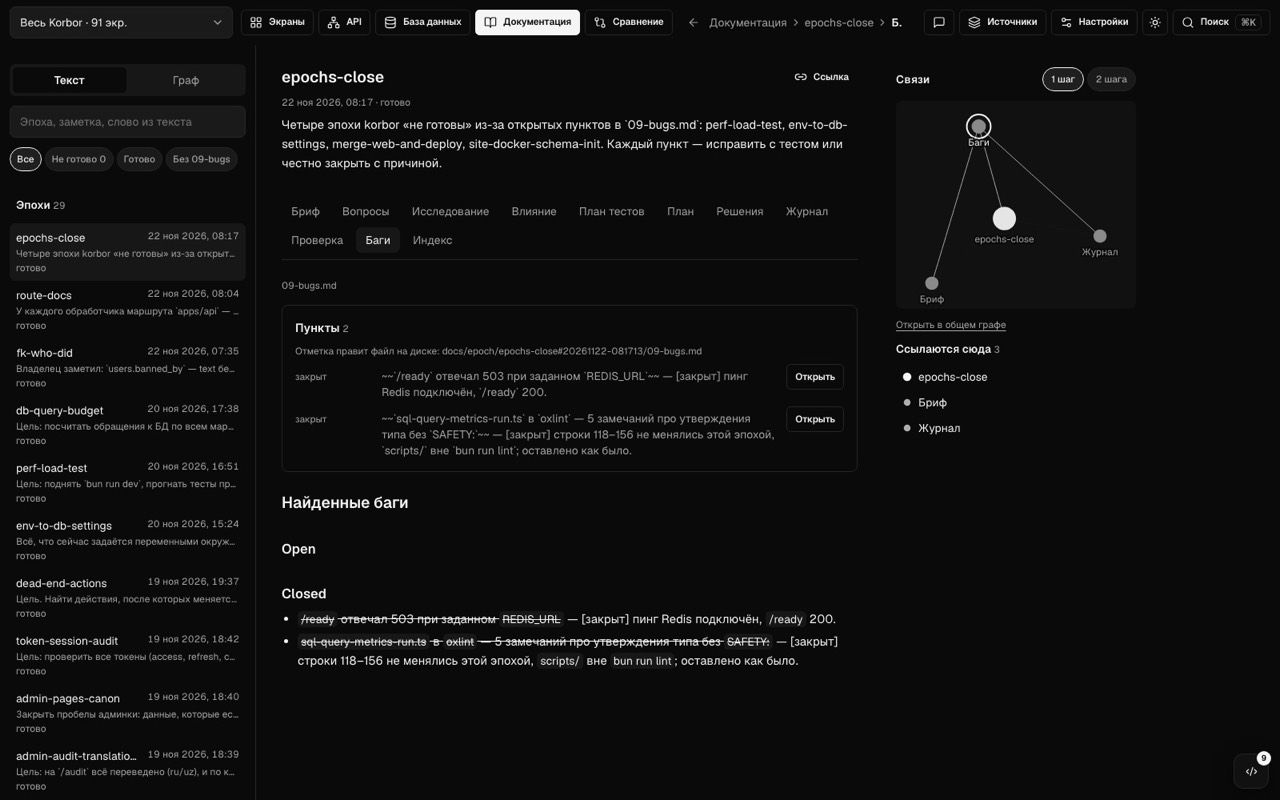 Весь Korbor · 91 экр.
Экраны
API
База данных
Документация
Сравнение
Документация
epochs-close
Б.
Источники
Настройки
Поиск
⌘K
Текст
Граф
Эпоха, заметка, слово из текста
Все
Не готово 0
Готово
Без 09-bugs
Эпохи 29
epochs-close 22 ноя 2026, 08:17
Четыре эпохи korbor «не готовы» из-за открыт...
готово
route-docs 22 ноя 2026, 08:04
У каждого обработчика маршрута `apps/api` — ...
готово
fk-who-did 22 ноя 2026, 07:35
Владелец заметил: `users.banned_by` — text бе...
готово
db-query-budget 20 ноя 2026, 17:38
Цель: посчитать обращения к БД по всем мар...
готово
perf-load-test 20 ноя 2026, 16:51
Цель: поднять `bun run dev`, прогнать тесты пр...
готово
env-to-db-settings 20 ноя 2026, 15:24
Всё, что сейчас задаётся переменными окруж...
готово
dead-end-actions 19 ноя 2026, 19:37
Цель. Найти действия, после которых меняетс...
готово
token-session-audit 19 ноя 2026, 18:42
Цель: проверить все токены (access, refresh, с...
готово
admin-pages-canon 19 ноя 2026, 18:40
Закрыть пробелы админки: данные, которые ес...
готово
admin-audit-translatio... 19 ноя 2026, 18:39
Цель: на `/audit` всё переведено (ru/uz), и по к...
готово
epochs-close
Ссылка
22 ноя 2026, 08:17 · готово
Четыре эпохи korbor «не готовы» из-за открытых пунктов в `09-bugs.md`: perf-load-test, env-to-db-
settings, merge-web-and-deploy, site-docker-schema-init. Каждый пункт — исправить с тестом или
честно закрыть с причиной.
Бриф
Вопросы
Исследование
Влияние
План тестов
План
Решения
Журнал
Проверка
Баги
Индекс
09-bugs.md
Пункты 2
Отметка правит файл на диске: docs/epoch/epochs-close#20261122-081713/09-bugs.md
закрыт
~~`/ready` отвечал 503 при заданном `REDIS_URL`~~ — [закрыт] пинг
Redis подключён, `/ready` 200.
Открыть
закрыт
~~`sql-query-metrics-run.ts` в `oxlint` — 5 замечаний про утверждения
типа без `SAFETY:`~~ — [закрыт] строки 118–156 не менялись этой эпохой,
`scripts/` вне `bun run lint`; оставлено как было.
Открыть
Найденные баги
Open
Closed
/ready отвечал 503 при заданном REDIS_URL — [закрыт] пинг Redis подключён, /ready 200.
sql-query-metrics-run.ts в oxlint — 5 замечаний про утверждения типа без SAFETY: — [закрыт]
строки 118–156 не менялись этой эпохой, scripts/ вне bun run lint; оставлено как было.
Связи
1 шаг
2 шага
Баги
epochs-close
Журнал
Бриф
Открыть в общем графе
Ссылаются сюда 3
epochs-close
Бриф
Журнал
9